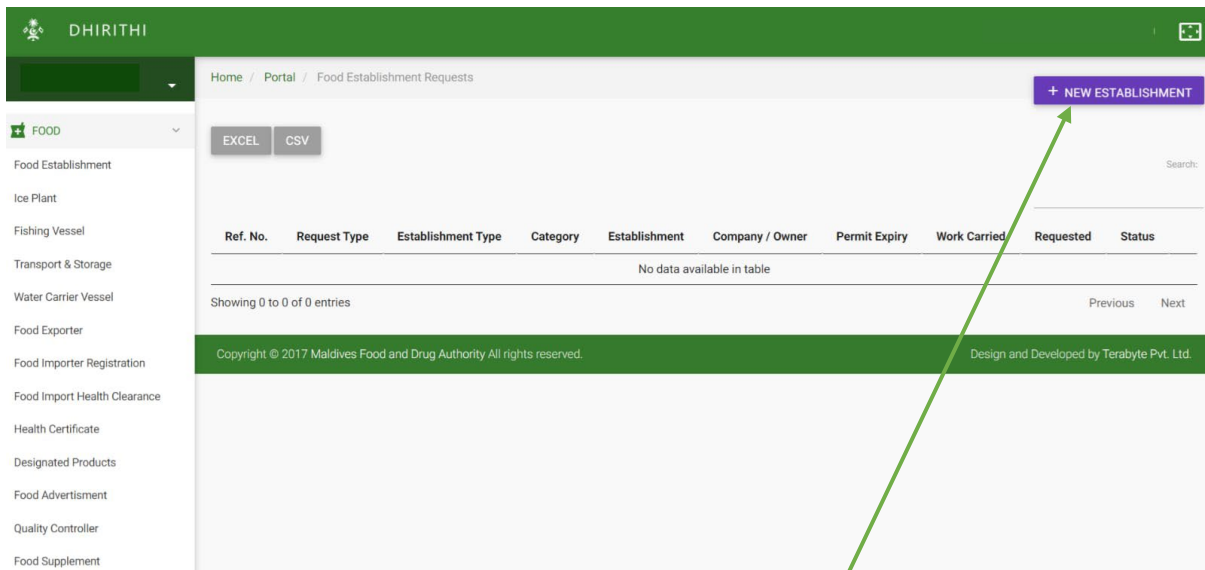 DHIRITHI
Home / Portal / Food Establishment Requests
+ NEW ESTABLISHMENT
FOOD
Food Establishment
Ice Plant
Fishing Vessel
Transport & Storage
Water Carrier Vessel
Food Exporter
Food Importer Registration
Food Import Health Clearance
Health Certificate
Designated Products
Food Advertisment
Quality Controller
Food Supplement
EXCEL CSV
Search:
Ref. No. Request Type Establishment Type Category Establishment Company / Owner Permit Expiry Work Carried Requested Status
No data available in table
Showing 0 to 0 of 0 entries Previous Next
Copyright © 2017 Maldives Food and Drug Authority All rights reserved. Design and Developed by Terabyte Pvt. Ltd.